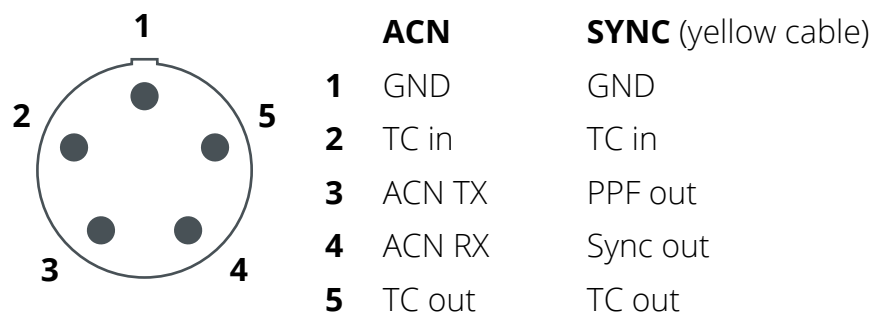 1
2
5
3
4
ACN SYNC (yellow cable)
1 GND GND
2 TC in TC in
3 ACN TX PPF out
4 ACN RX Sync out
5 TC out TC out